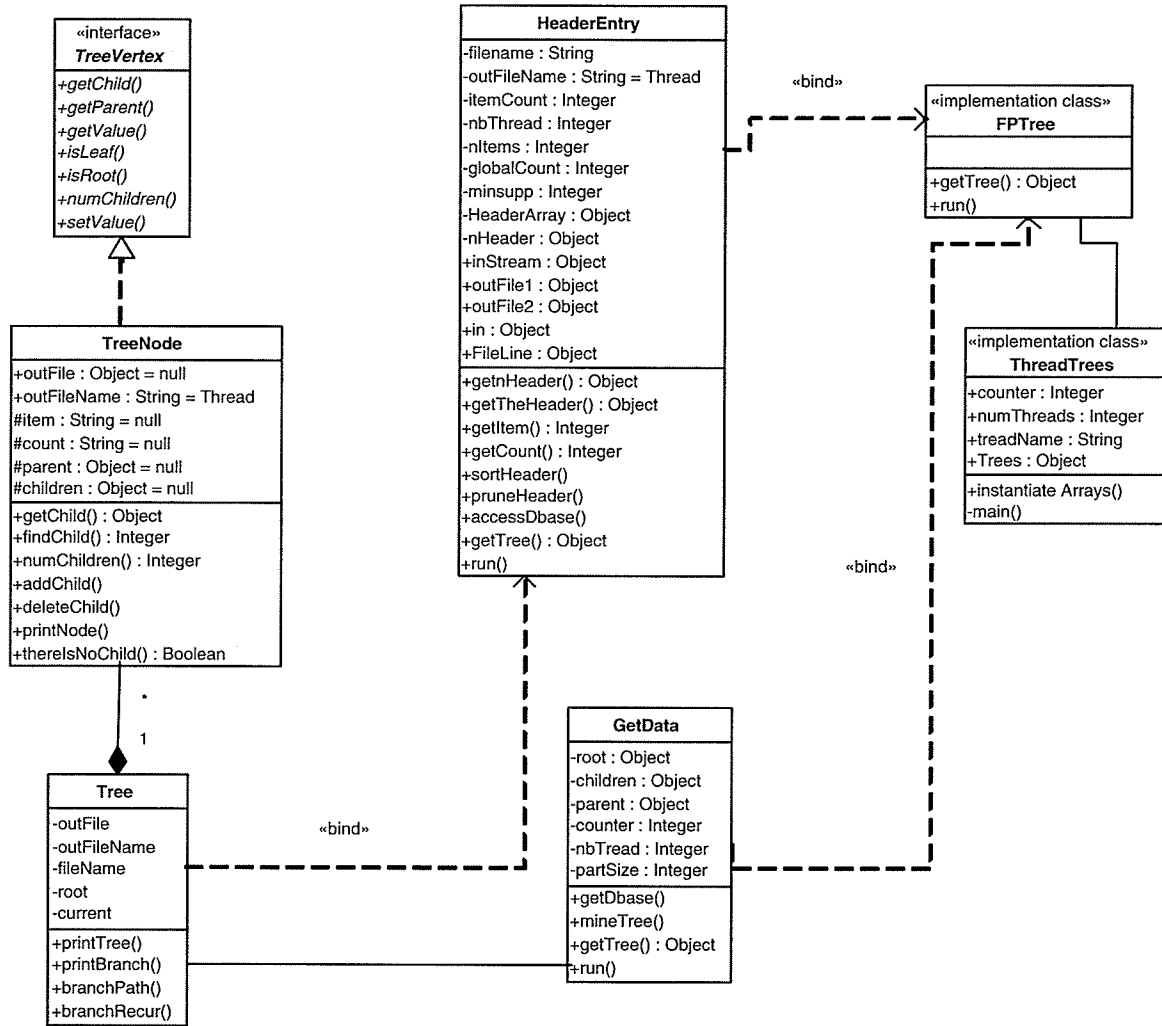 «interface»
TreeVertex
+getChild()
+getParent()
+getValue()
+isLeaf()
+isRoot()
+numChildren()
+setValue()
TreeNode
+outFile : Object = null
+outFileName : String = Thread
#item : String = null
#count : String = null
#parent : Object = null
#children : Object = null
+getChild() : Object
+findChild() : Integer
+numChildren() : Integer
+addChild()
+deleteChild()
+printNode()
+thereIsNoChild() : Boolean
*
1
Tree
-outFile
-outFileName
-fileName
-root
-current
+printTree()
+printBranch()
+branchPath()
+branchRecur()
«bind»
HeaderEntry
-filename : String
-outFileName : String = Thread
-itemCount : Integer
-nbThread : Integer
-nItems : Integer
-globalCount : Integer
-minsupp : Integer
-HeaderArray : Object
-nHeader : Object
+inStream : Object
+outFile1 : Object
+outFile2 : Object
+in : Object
+FileLine : Object
+getnHeader() : Object
+getTheHeader() : Object
+getItem() : Integer
+getCount() : Integer
+sortHeader()
+pruneHeader()
+accessDbase()
+getTree() : Object
+run()
GetData
-root : Object
-children : Object
-parent : Object
-counter : Integer
-nbTread : Integer
-partSize : Integer
+getDbase()
+mineTree()
+getTree() : Object
+run()
«bind»
«implementation class»
FPTree
+getTree() : Object
+run()
«implementation class»
ThreadTrees
+counter : Integer
+numThreads : Integer
+treadName : String
+Trees : Object
+instantiate Arrays()
-main()
«bind»